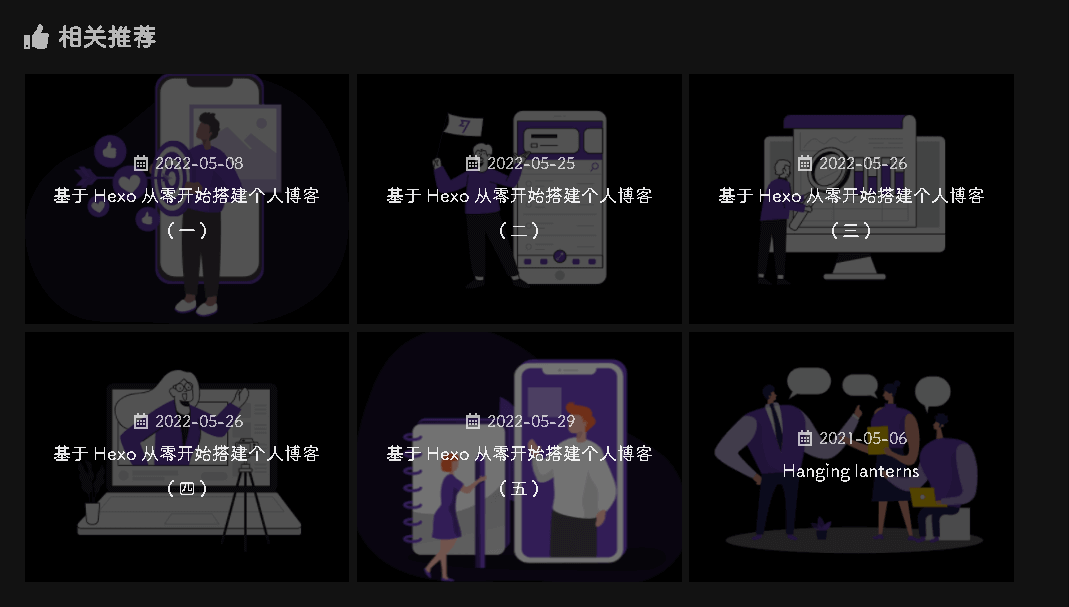 相关推荐
2022-05-08
基于 Hexo 从零开始搭建个人博客
（一）
2022-05-25
基于 Hexo 从零开始搭建个人博客
（二）
2022-05-26
基于 Hexo 从零开始搭建个人博客
（三）
2022-05-26
基于 Hexo 从零开始搭建个人博客
（四）
2022-05-29
基于 Hexo 从零开始搭建个人博客
（五）
2021-05-06
Hanging lanterns